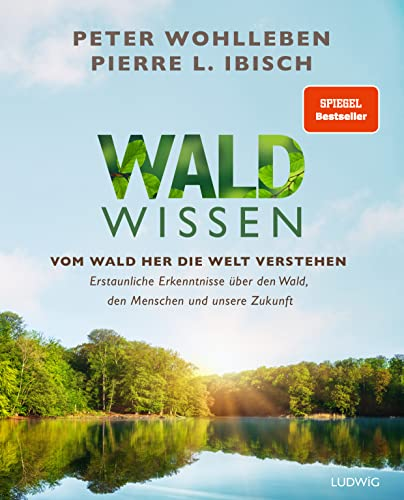 PETER WOHLLEBEN
PIERRE L. IBISCH
SPIEGEL
Bestseller
WALD
WISSEN
VOM WALD HER DIE WELT VERSTEHEN
Erstaunliche Erkenntnisse über den Wald,
den Menschen und unsere Zukunft
LUDWiG